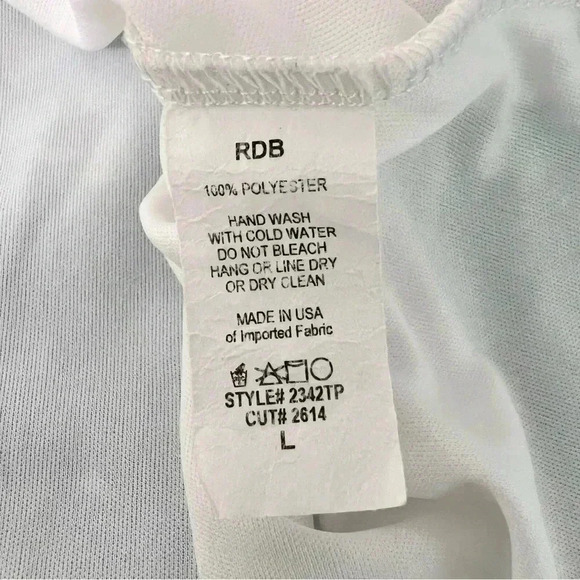 RDB
100% POLYESTER
HAND WASH
WITH COLD WATER
DO NOT BLEACH
HANG OR LINE DRY
OR DRY CLEAN
MADE IN USA
of Imported Fabric
STYLE# 2342TP
CUT# 2614
L